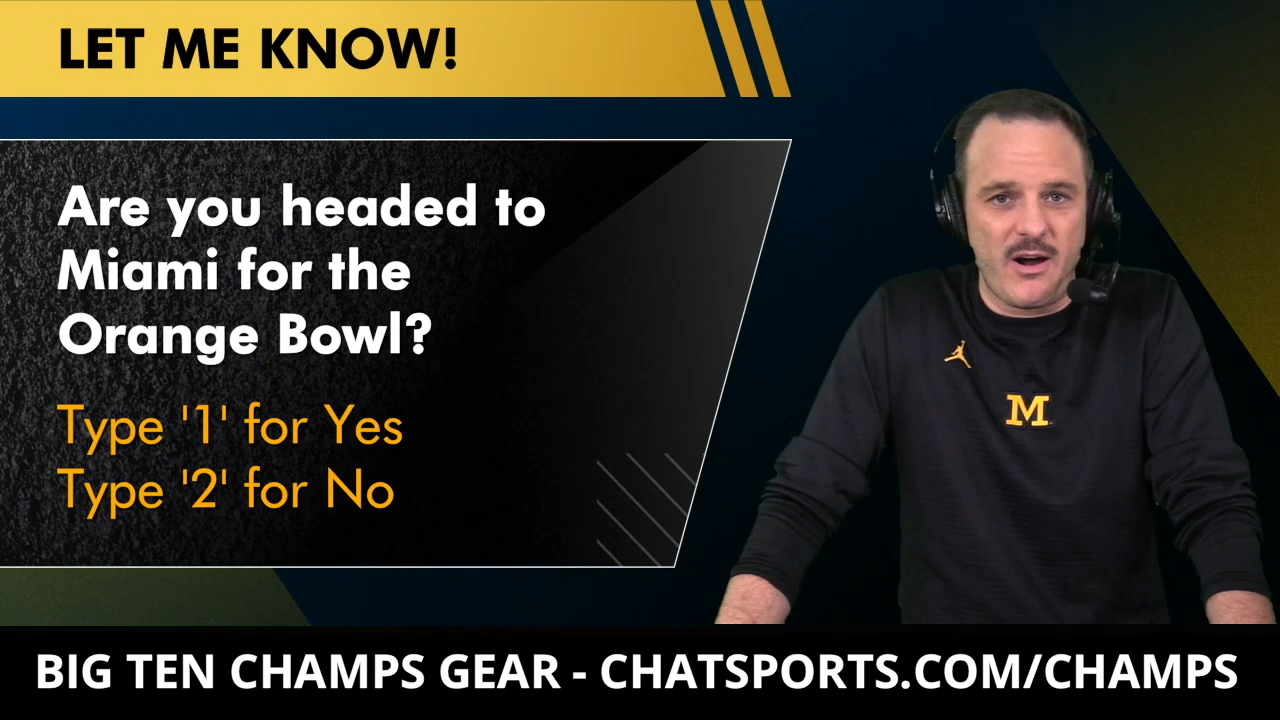 LET ME KNOW!
Are you headed to
Miami for the
Orange Bowl?
Type '1' for Yes
Type '2' for No
M
BIG TEN CHAMPS GEAR - CHATSPORTS.COM/CHAMPS